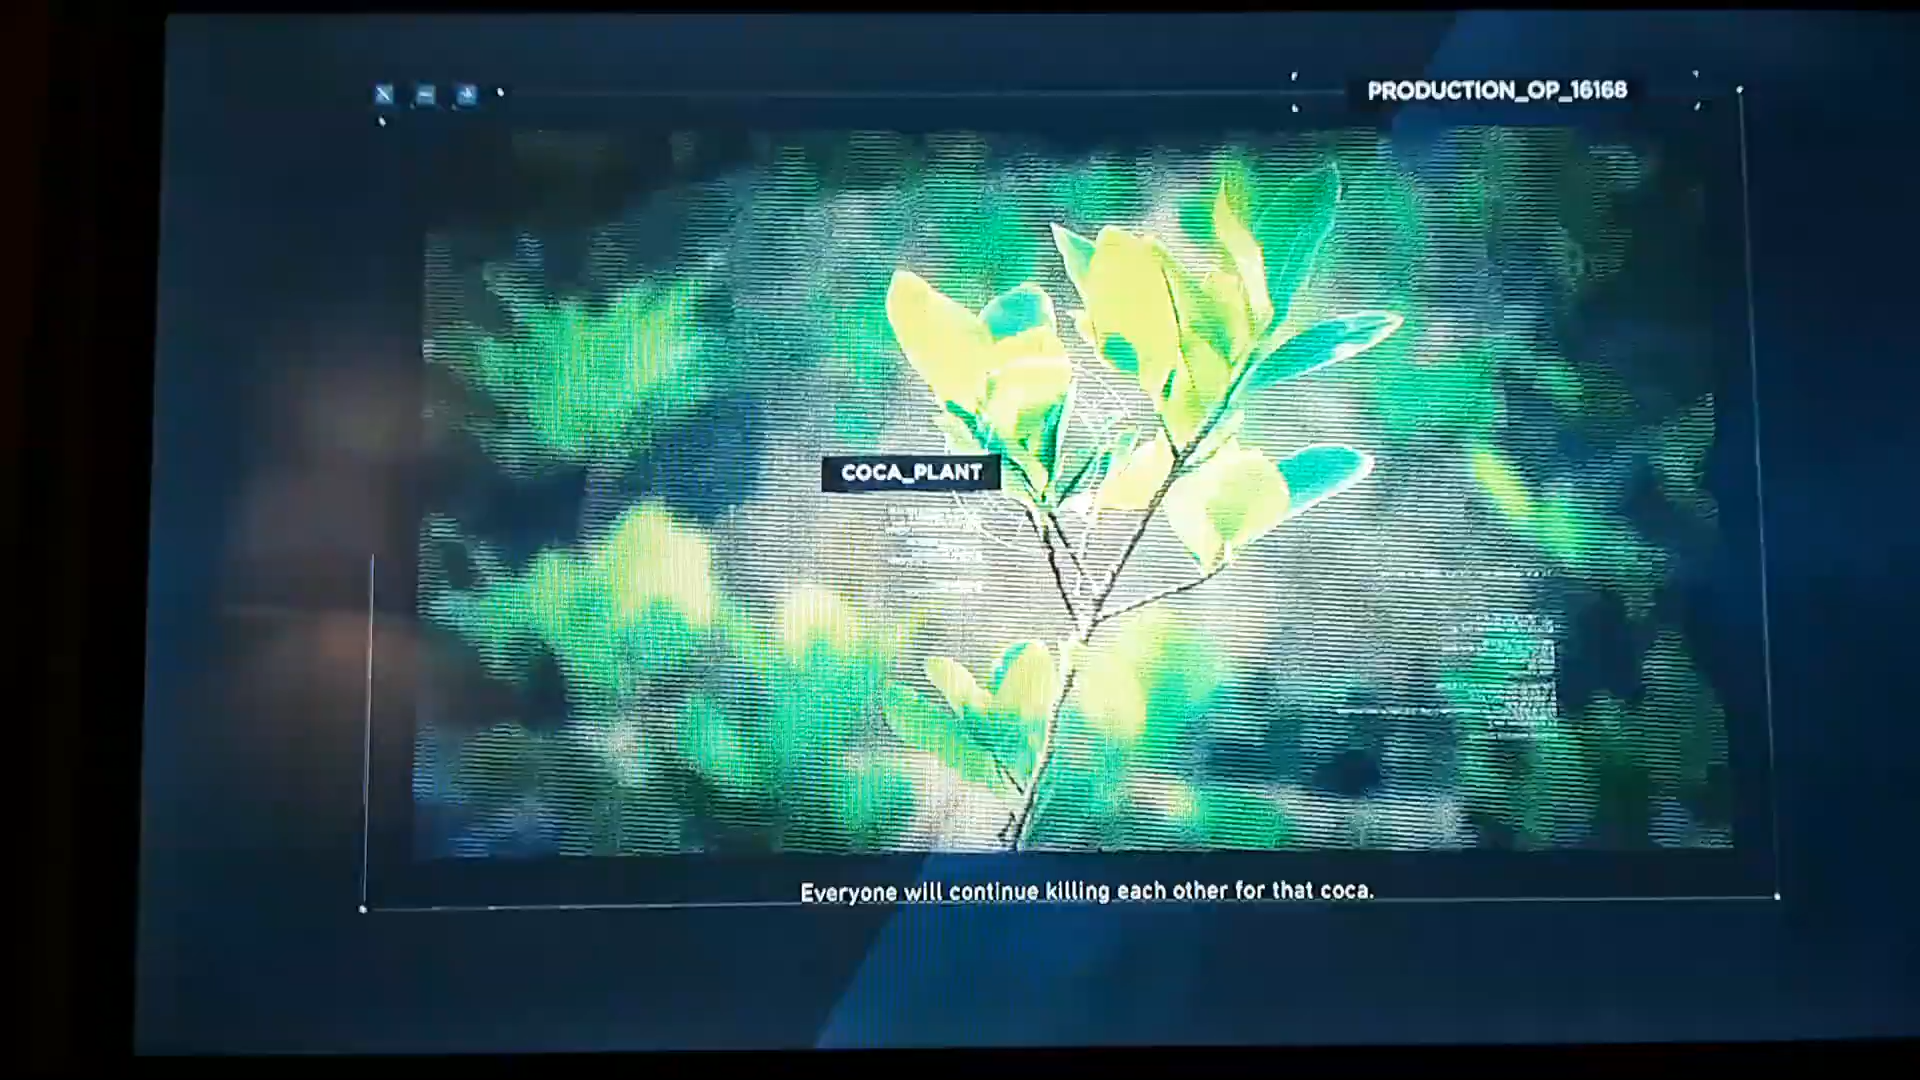 PRODUCTION_OP_16168
COCA_PLANT
Everyone will continue killing each other for that coca.